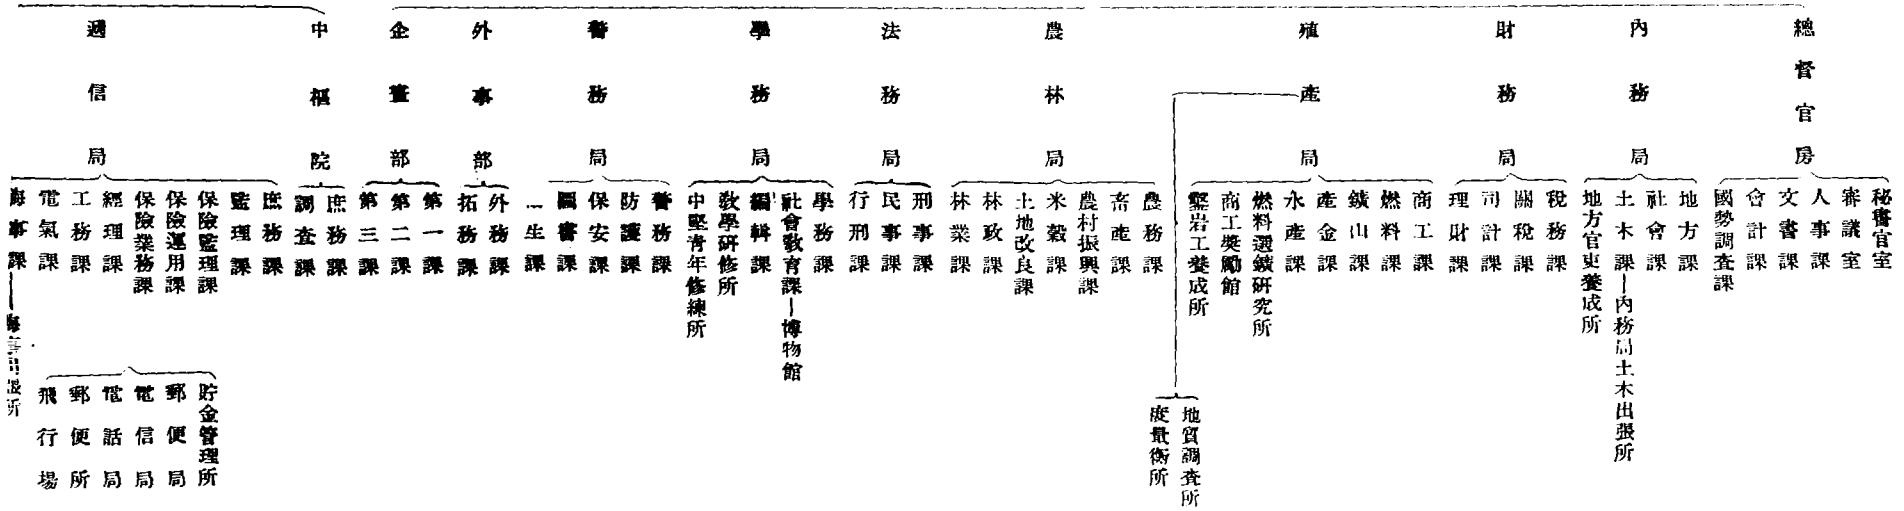 總督官房
秘書官室
審議室
人事課
文書課
會計課
國勢調査課
內務局
地方課
社會課
土木課—內務局土木出張所
地方官吏養成所
財務局
稅務課
關稅課
司計課
理財課
殖產局
商工課
燃料課
鑛山課
產金課
水產課
燃料選鑛硏究所
商工奬勵館
鑿岩工養成所
地質調査所
度量衡所
農林局
農務課
畜產課
農村振興課
米穀課
土地改良課
林政課
林業課
法務局
刑事課
民事課
行刑課
學務局
學務課
社會敎育課—博物館
編輯課
敎學硏修所
中堅靑年修練所
警務局
警務課
防護課
保安課
圖書課
生課
外事部
外務課
拓務課
企畫部
第一課
第二課
第三課
中樞院
庶務課
調査課
遞信局
庶務課
監理課
保險監理課
保險運用課
保險業務課
經理課
工務課
電氣課
海事課—海事出張所
貯金管理所
郵便局
電信局
電話局
郵便所
飛行場